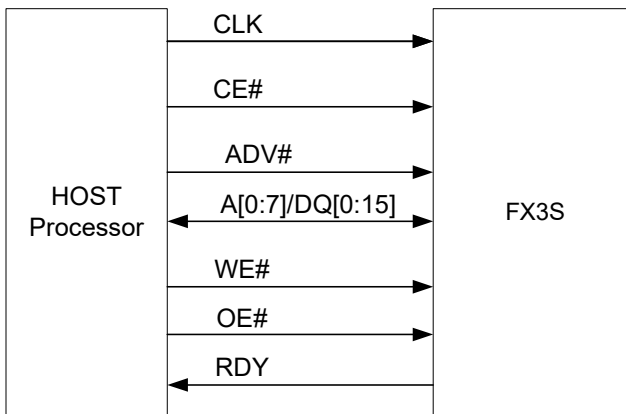 CLK
CE#
ADV#
A[0:7]/DQ[0:15]
HOST
Processor
FX3S
WE#
OE#
RDY